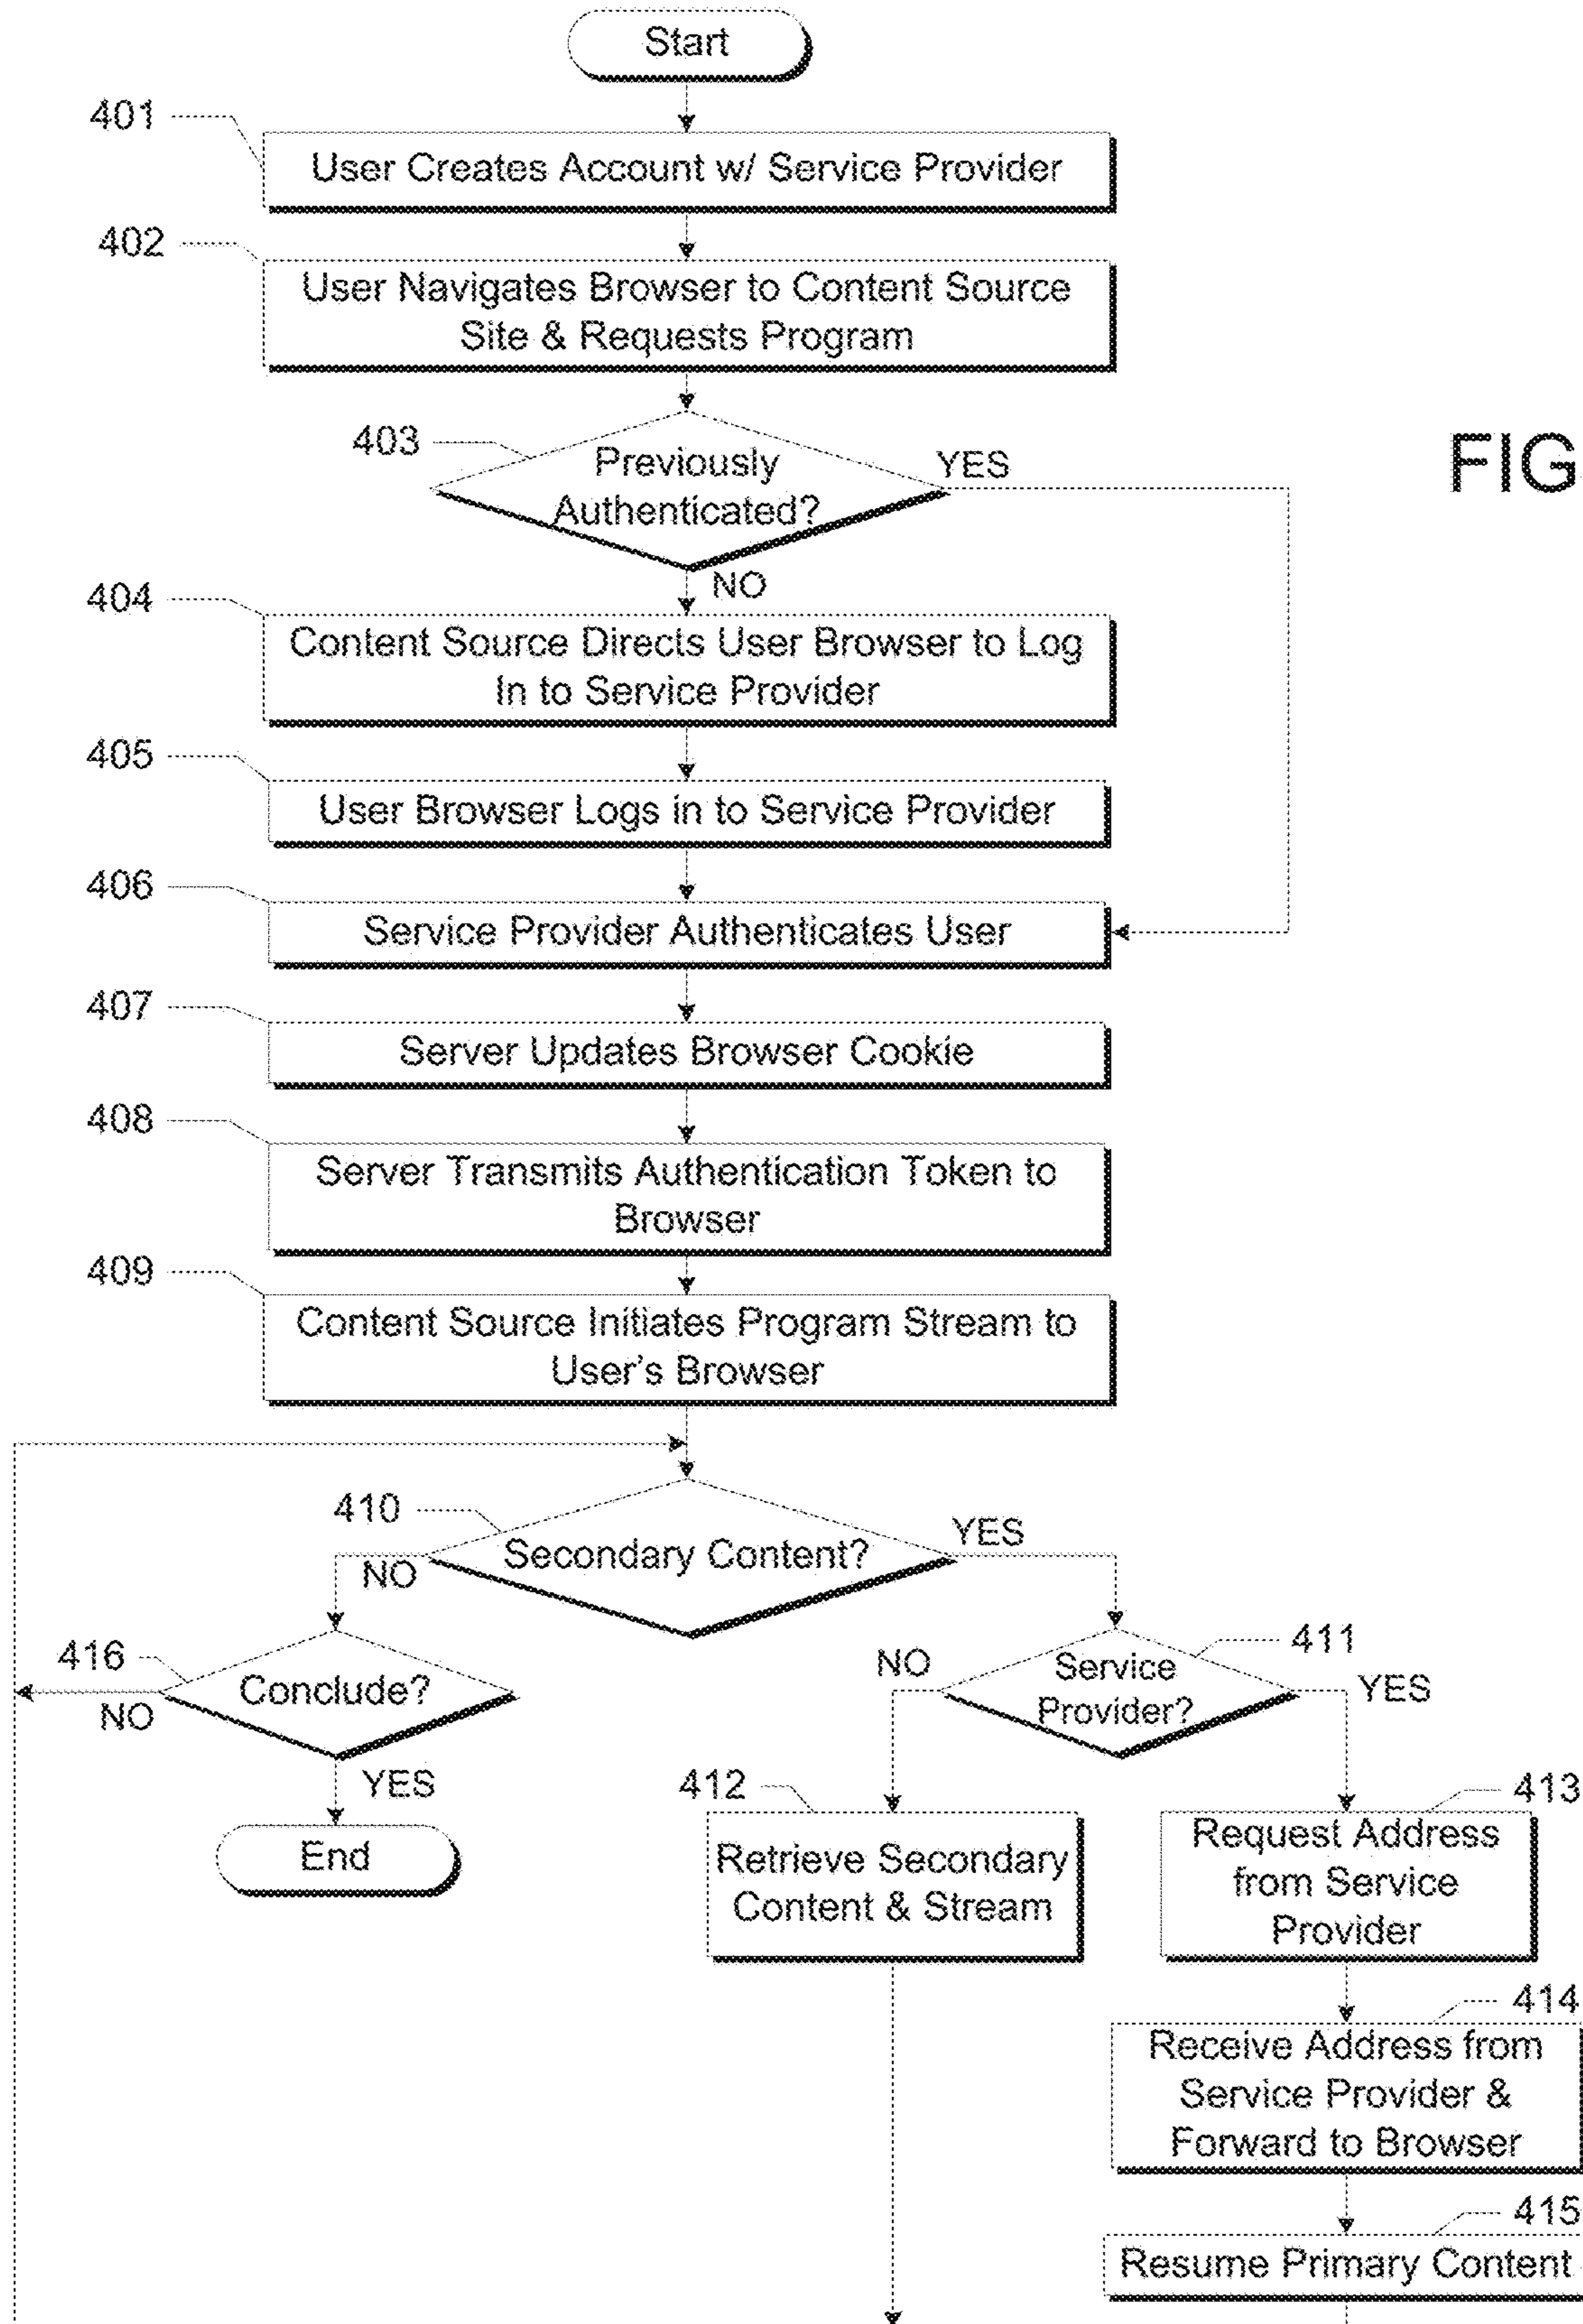 Start
401
User Creates Account w/ Service Provider
402
User Navigates Browser to Content Source
Site & Requests Program
403
Previously
Authenticated?
YES
FIG
NO
404
Content Source Directs User Browser to Log
In to Service Provider
405
User Browser Logs in to Service Provider
406
Service Provider Authenticates User
407
Server Updates Browser Cookie
408
Server Transmits Authentication Token to
Browser
409
Content Source Initiates Program Stream to
User's Browser
410
Secondary Content?
YES
NO
416
Conclude?
NO
YES
End
411
Service
Provider?
NO
YES
412
Retrieve Secondary
Content & Stream
413
Request Address
from Service
Provider
414
Receive Address from
Service Provider &
Forward to Browser
415
Resume Primary Content